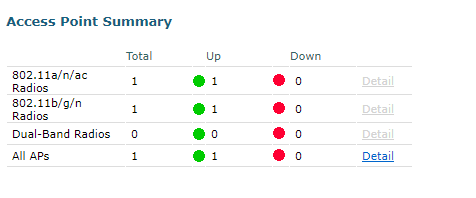 Access Point Summary
Total Up Down
802.11a/n/ac
Radios 1 1 0 Detail
802.11b/g/n
Radios 1 1 0 Detail
Dual-Band Radios 0 0 0 Detail
All APs 1 1 0 Detail